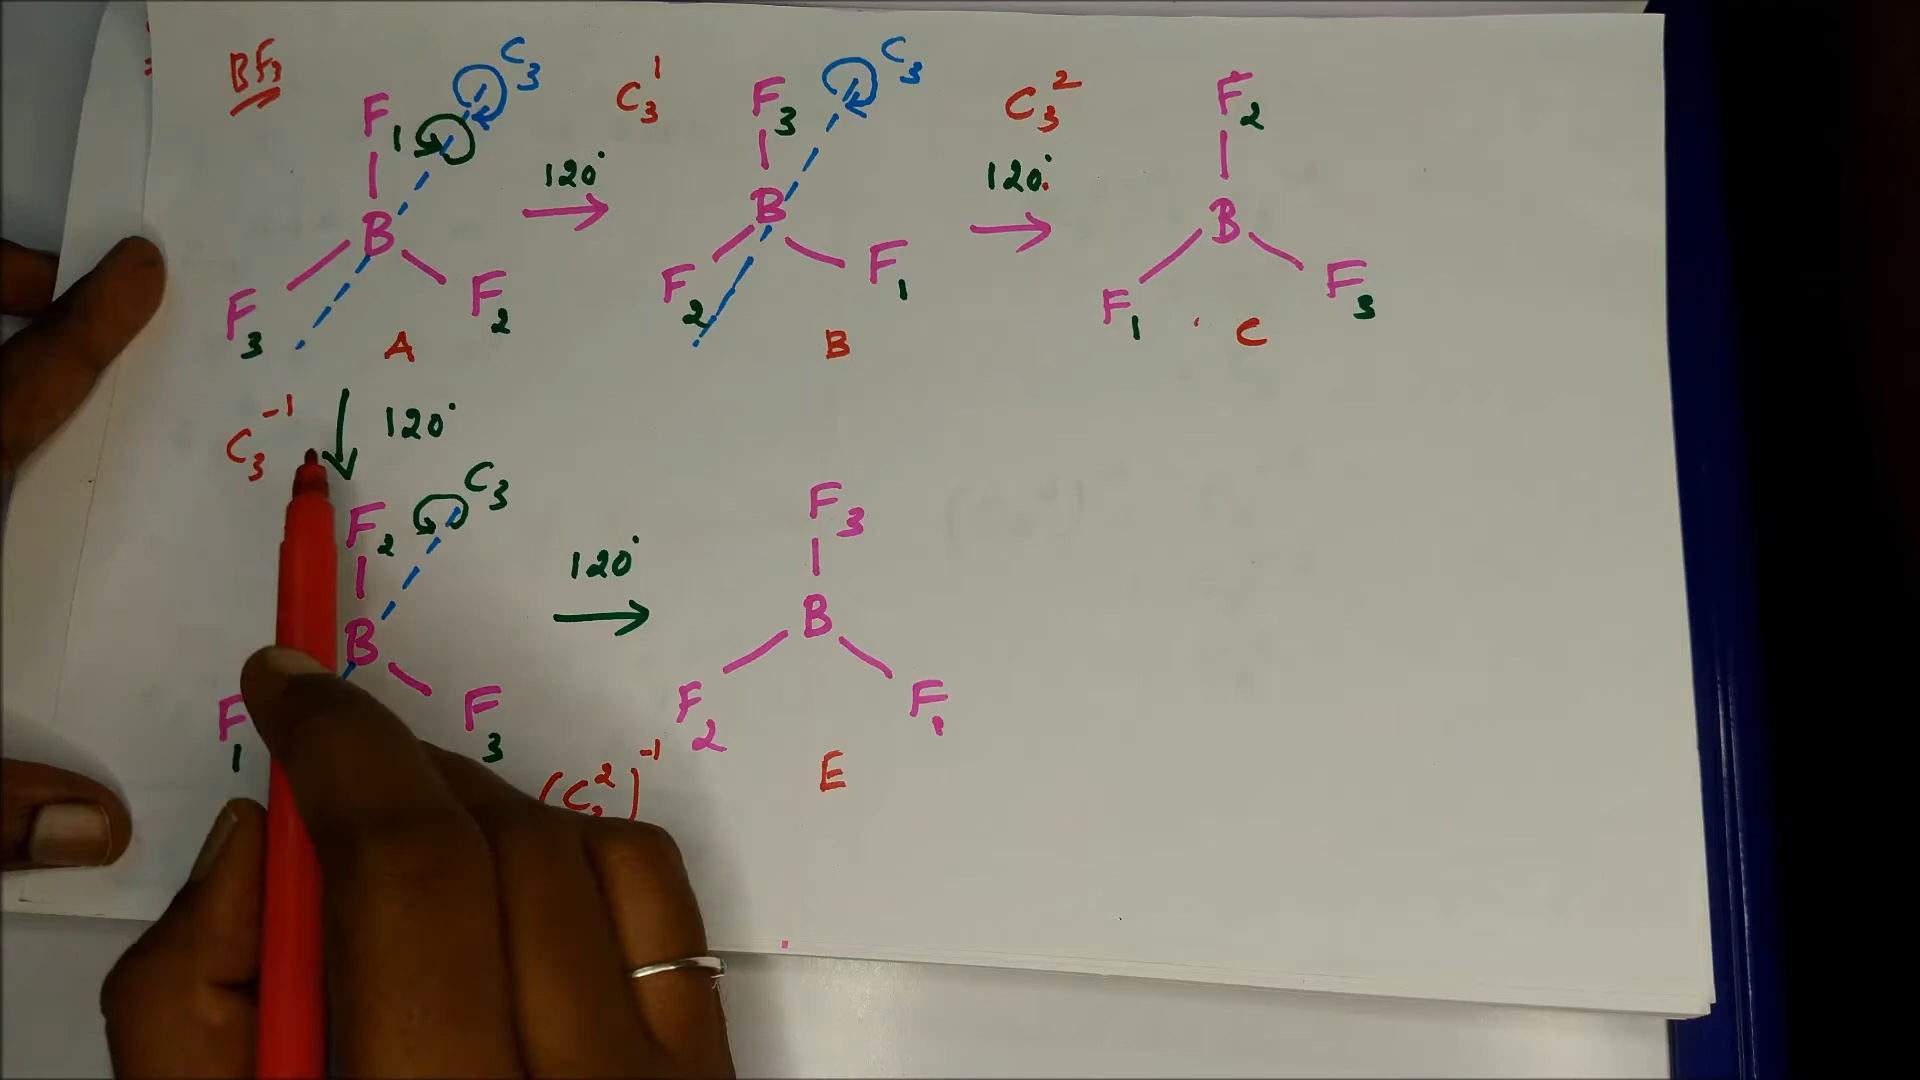 BF3
F1 C3 C3^1 F3 C3 C3^2 F2
120° 120°
B B B
F3 F2 F2 F1 F1 F3
A B C
C3^-1 120°
F2 C3 F3
120°
B B
F1 F3 F2 F1
(C3^2)^-1 E